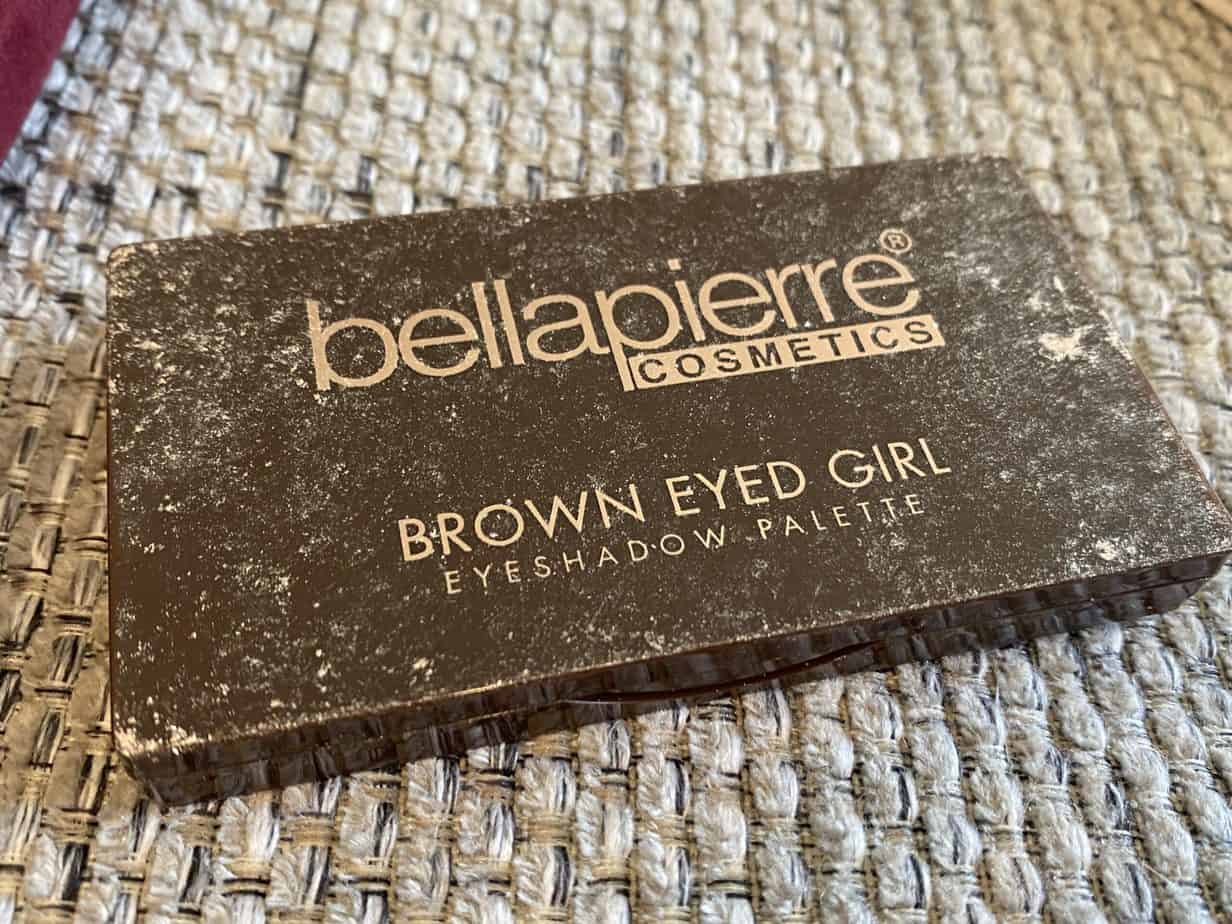 bellapierre®
COSMETICS
BROWN EYED GIRL
EYESHADOW PALETTE